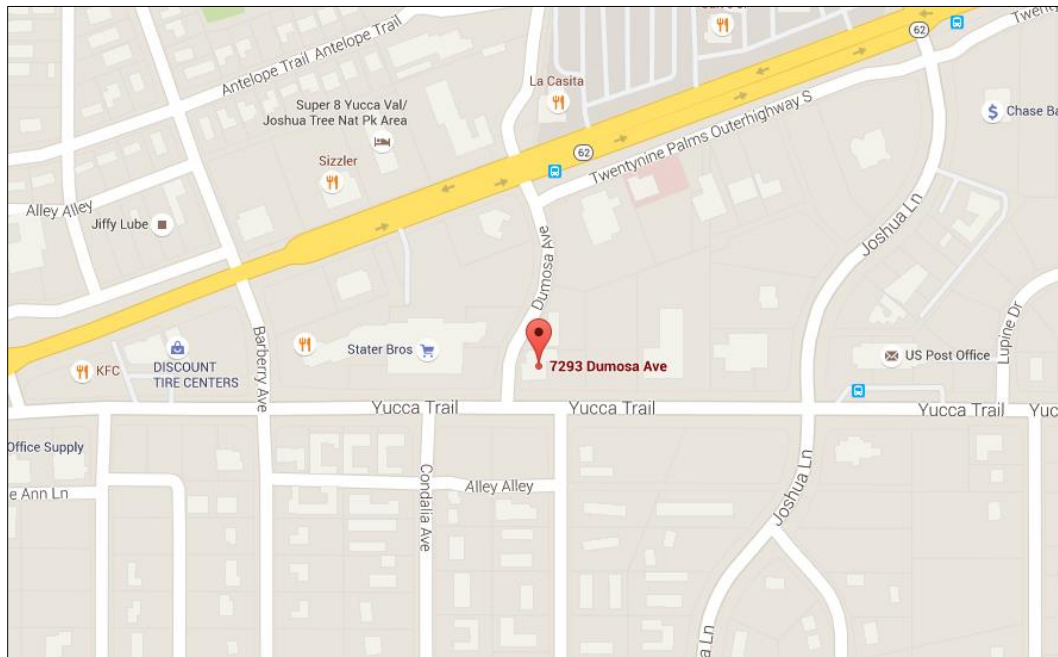 Antelope Trail
Antelope Trail
62
La Casita
Super 8 Yucca Val/
Joshua Tree Nat Pk Area
62
Twentynine Palms Outerhighway S
Chase Ba
Sizzler
Alley Alley
Jiffy Lube
Joshua Ln
Dumosa Ave
Lupine Dr
Barberry Ave
Stater Bros
US Post Office
KFC
DISCOUNT
TIRE CENTERS
7293 Dumosa Ave
Yucca Trail
Yucca Trail
Yucca Trail
Yuc
Office Supply
Condalia Ave
Joshua Ln
e Ann Ln
Alley Alley
a Ln